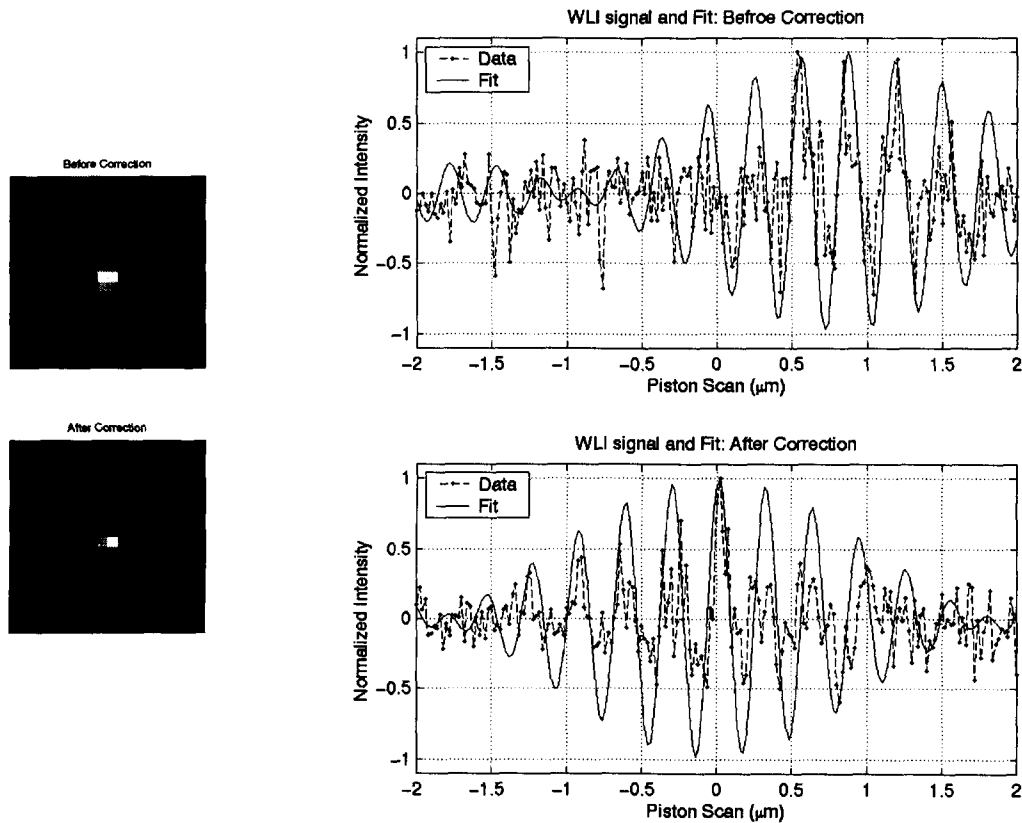 WLI signal and Fit: Befroe Correction
Data
Fit
1
0.5
0
−0.5
−1
Normalized Intensity
−2
−1.5
−1
−0.5
0
0.5
1
1.5
2
Piston Scan (μm)
Before Correction
After Correction
WLI signal and Fit: After Correction
Data
Fit
1
0.5
0
−0.5
−1
Normalized Intensity
−2
−1.5
−1
−0.5
0
0.5
1
1.5
2
Piston Scan (μm)